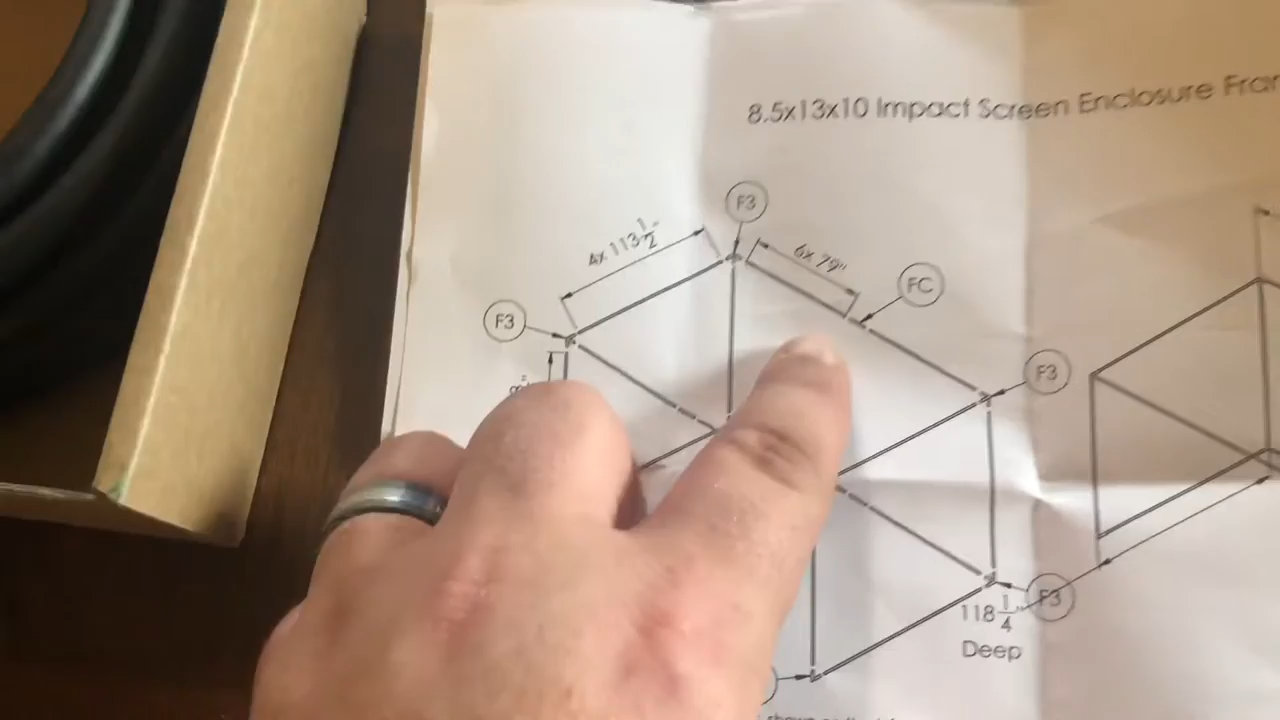 8.5x13x10 Impact Screen Enclosure
F3
4x 113 1/2"
6x 79"
FC
F3
F3
F3
118 1/4"
Deep